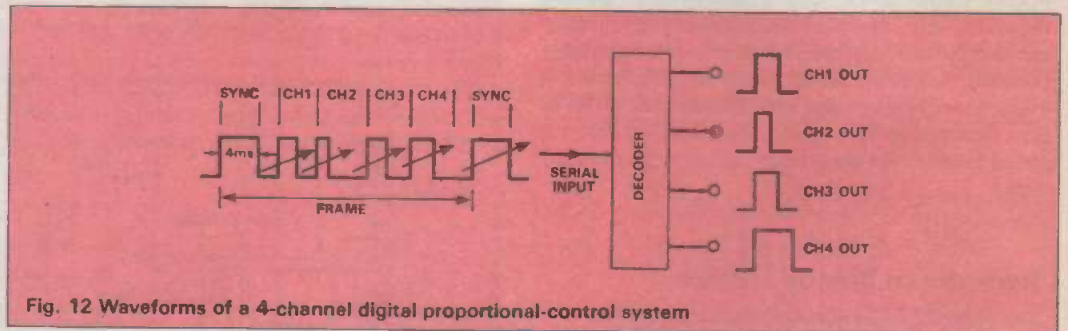 SYNC CH1 CH2 CH3 CH4 SYNC
4ms
FRAME
SERIAL
INPUT
DECODER
CH1 OUT
CH2 OUT
CH3 OUT
CH4 OUT
Fig. 12 Waveforms of a 4-channel digital proportional-control system